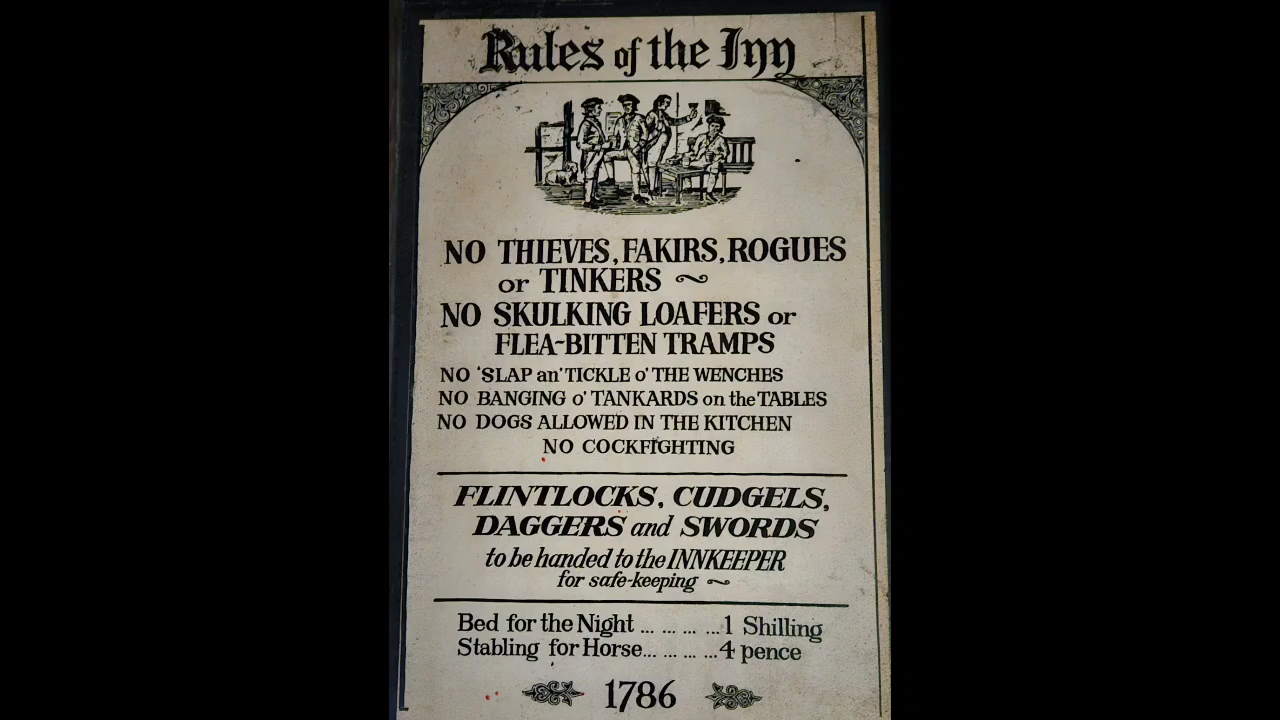 Rules of the Inn
NO THIEVES, FAKIRS, ROGUES
or TINKERS ~
NO SKULKING LOAFERS or
FLEA-BITTEN TRAMPS
NO 'SLAP an' TICKLE o' THE WENCHES
NO BANGING o' TANKARDS on the TABLES
NO DOGS ALLOWED IN THE KITCHEN
NO COCKFIGHTING
FLINTLOCKS, CUDGELS,
DAGGERS and SWORDS
to be handed to the INNKEEPER
for safe-keeping ~
Bed for the Night ... ... ... ...1 Shilling
Stabling for Horse... ... ... ...4 pence
1786